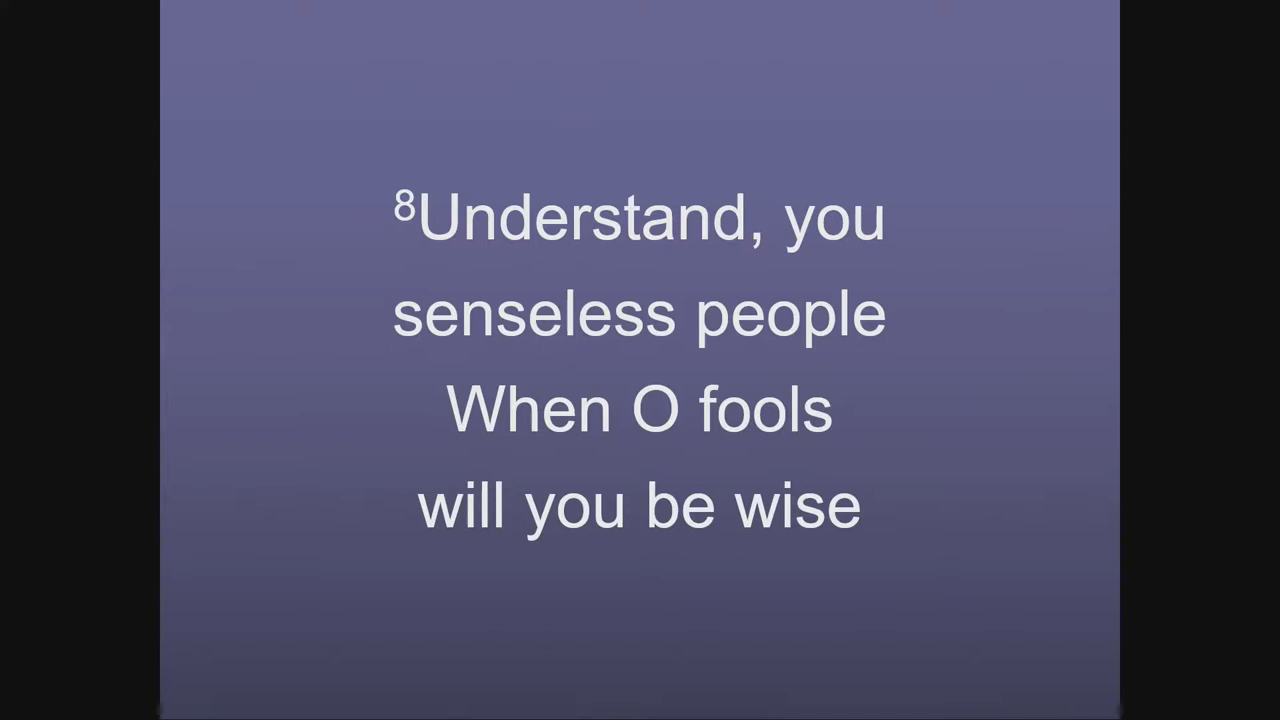 ⁸Understand, you
senseless people
When O fools
will you be wise